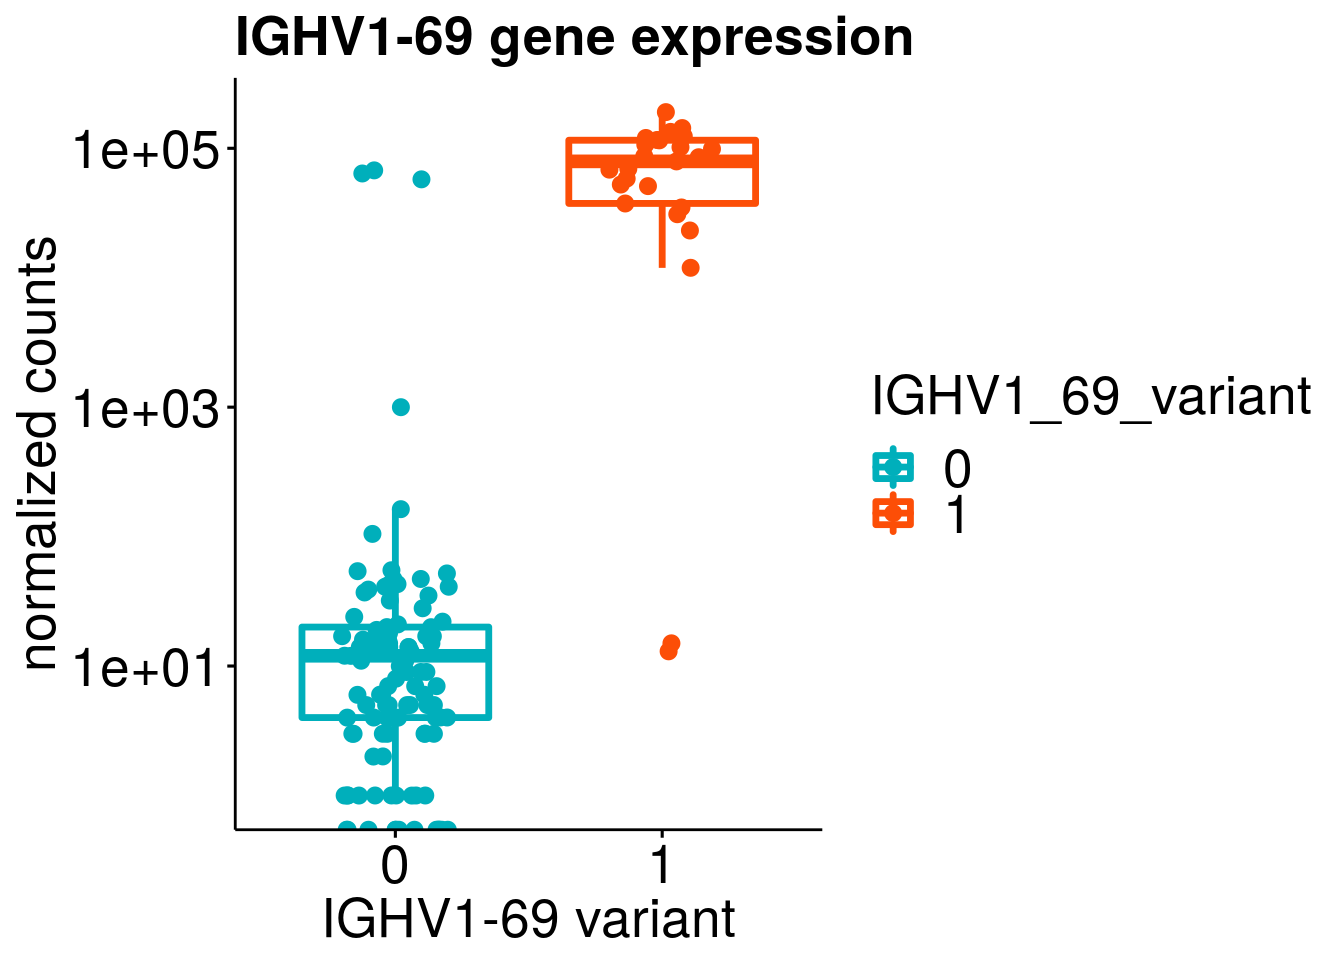 IGHV1-69 gene expression
normalized counts
1e+05
1e+03
1e+01
0
1
IGHV1-69 variant
IGHV1_69_variant
0
1